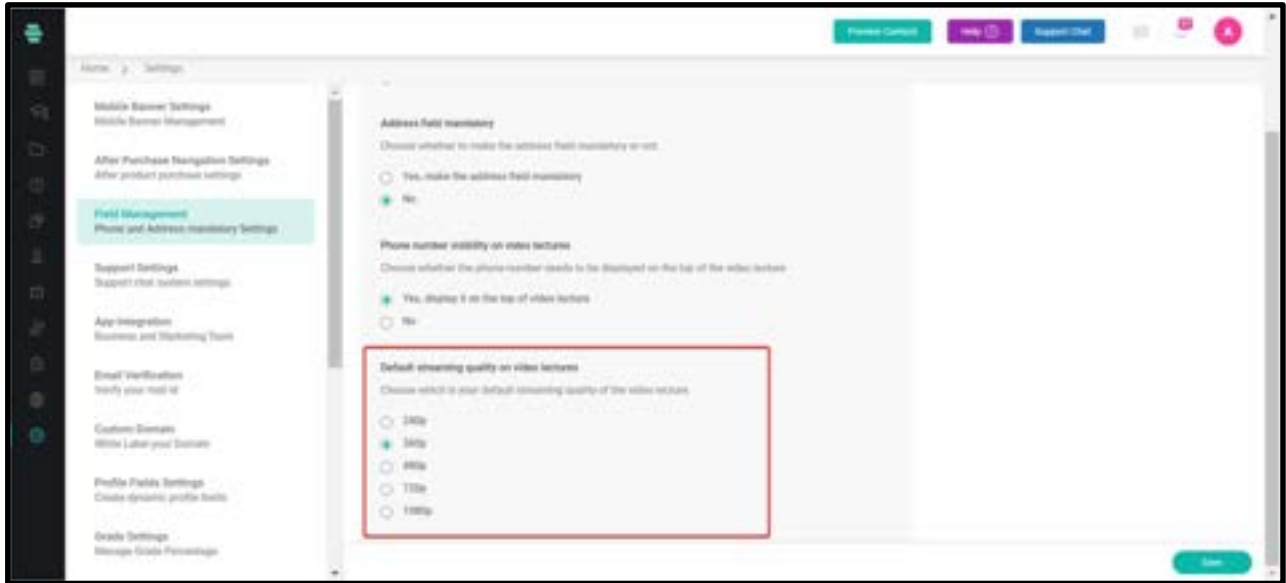 Preview Content
Help
Support Chat
A
Home > Settings
Mobile Banner Settings
Mobile Banner Management
After Purchase Navigation Settings
After product purchase settings
Field Management
Phone and Address mandatory Settings
Support Settings
Support chat system settings
App Integration
Business and Marketing Tools
Email Verification
Verify your mail id
Custom Domain
White Label your Domain
Profile Fields Settings
Create dynamic profile fields
Grade Settings
Manage Grade Percentage
Address field mandatory
Choose whether to make the address field mandatory or not
Yes, make the address field mandatory
No
Phone number visibility on video lectures
Choose whether the phone number needs to be displayed on the top of the video lecture
Yes, display it on the top of video lecture
No
Default streaming quality on video lectures
Choose which is your default streaming quality of the video lecture
240p
360p
480p
720p
1080p
Save